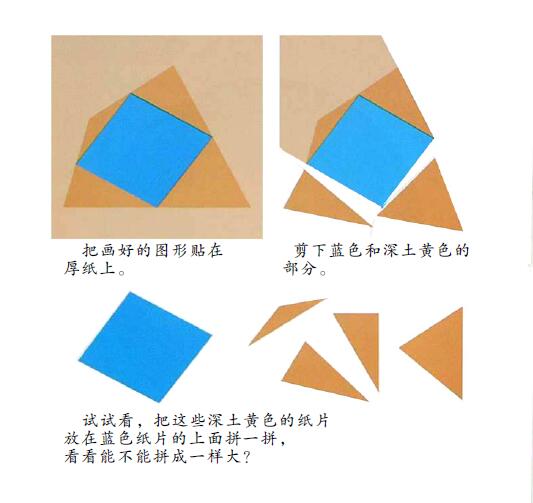 把画好的图形贴在
厚纸上。
剪下蓝色和深土黄色的
部分。
试试看，把这些深土黄色的纸片
放在蓝色纸片的上面拼一拼，
看看能不能拼成一样大？